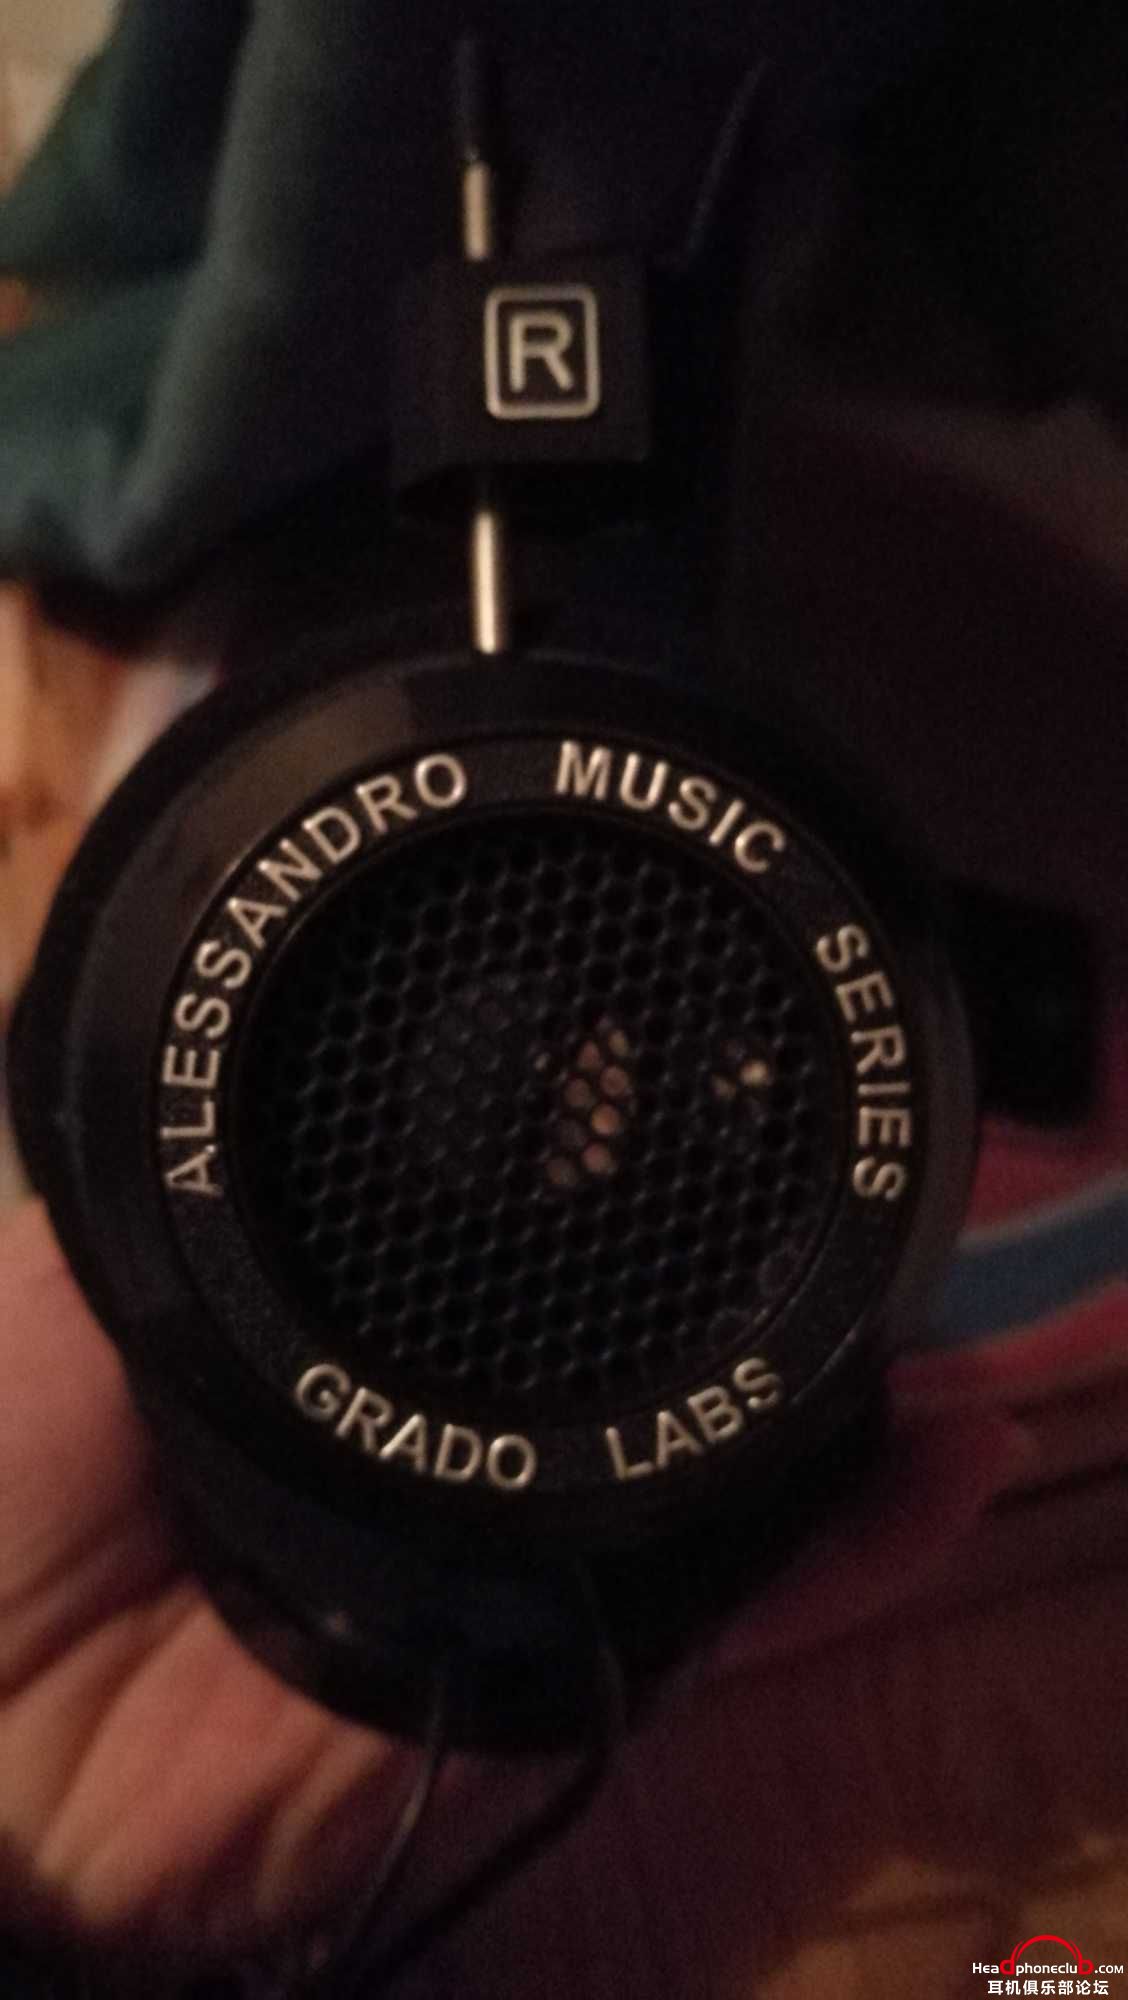 R
ALESSANDRO MUSIC SERIES
GRADO LABS
Headphoneclub.com
耳机俱乐部论坛